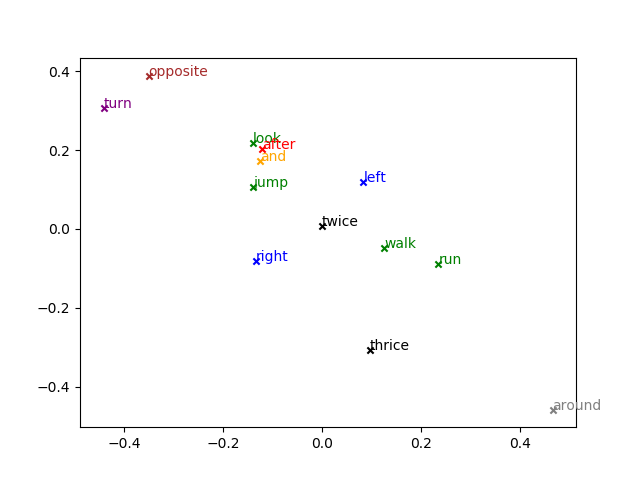 0.4
0.2
0.0
−0.2
−0.4
opposite
turn
look
after
and
jump
left
twice
walk
right
run
thrice
around
−0.4
−0.2
0.0
0.2
0.4